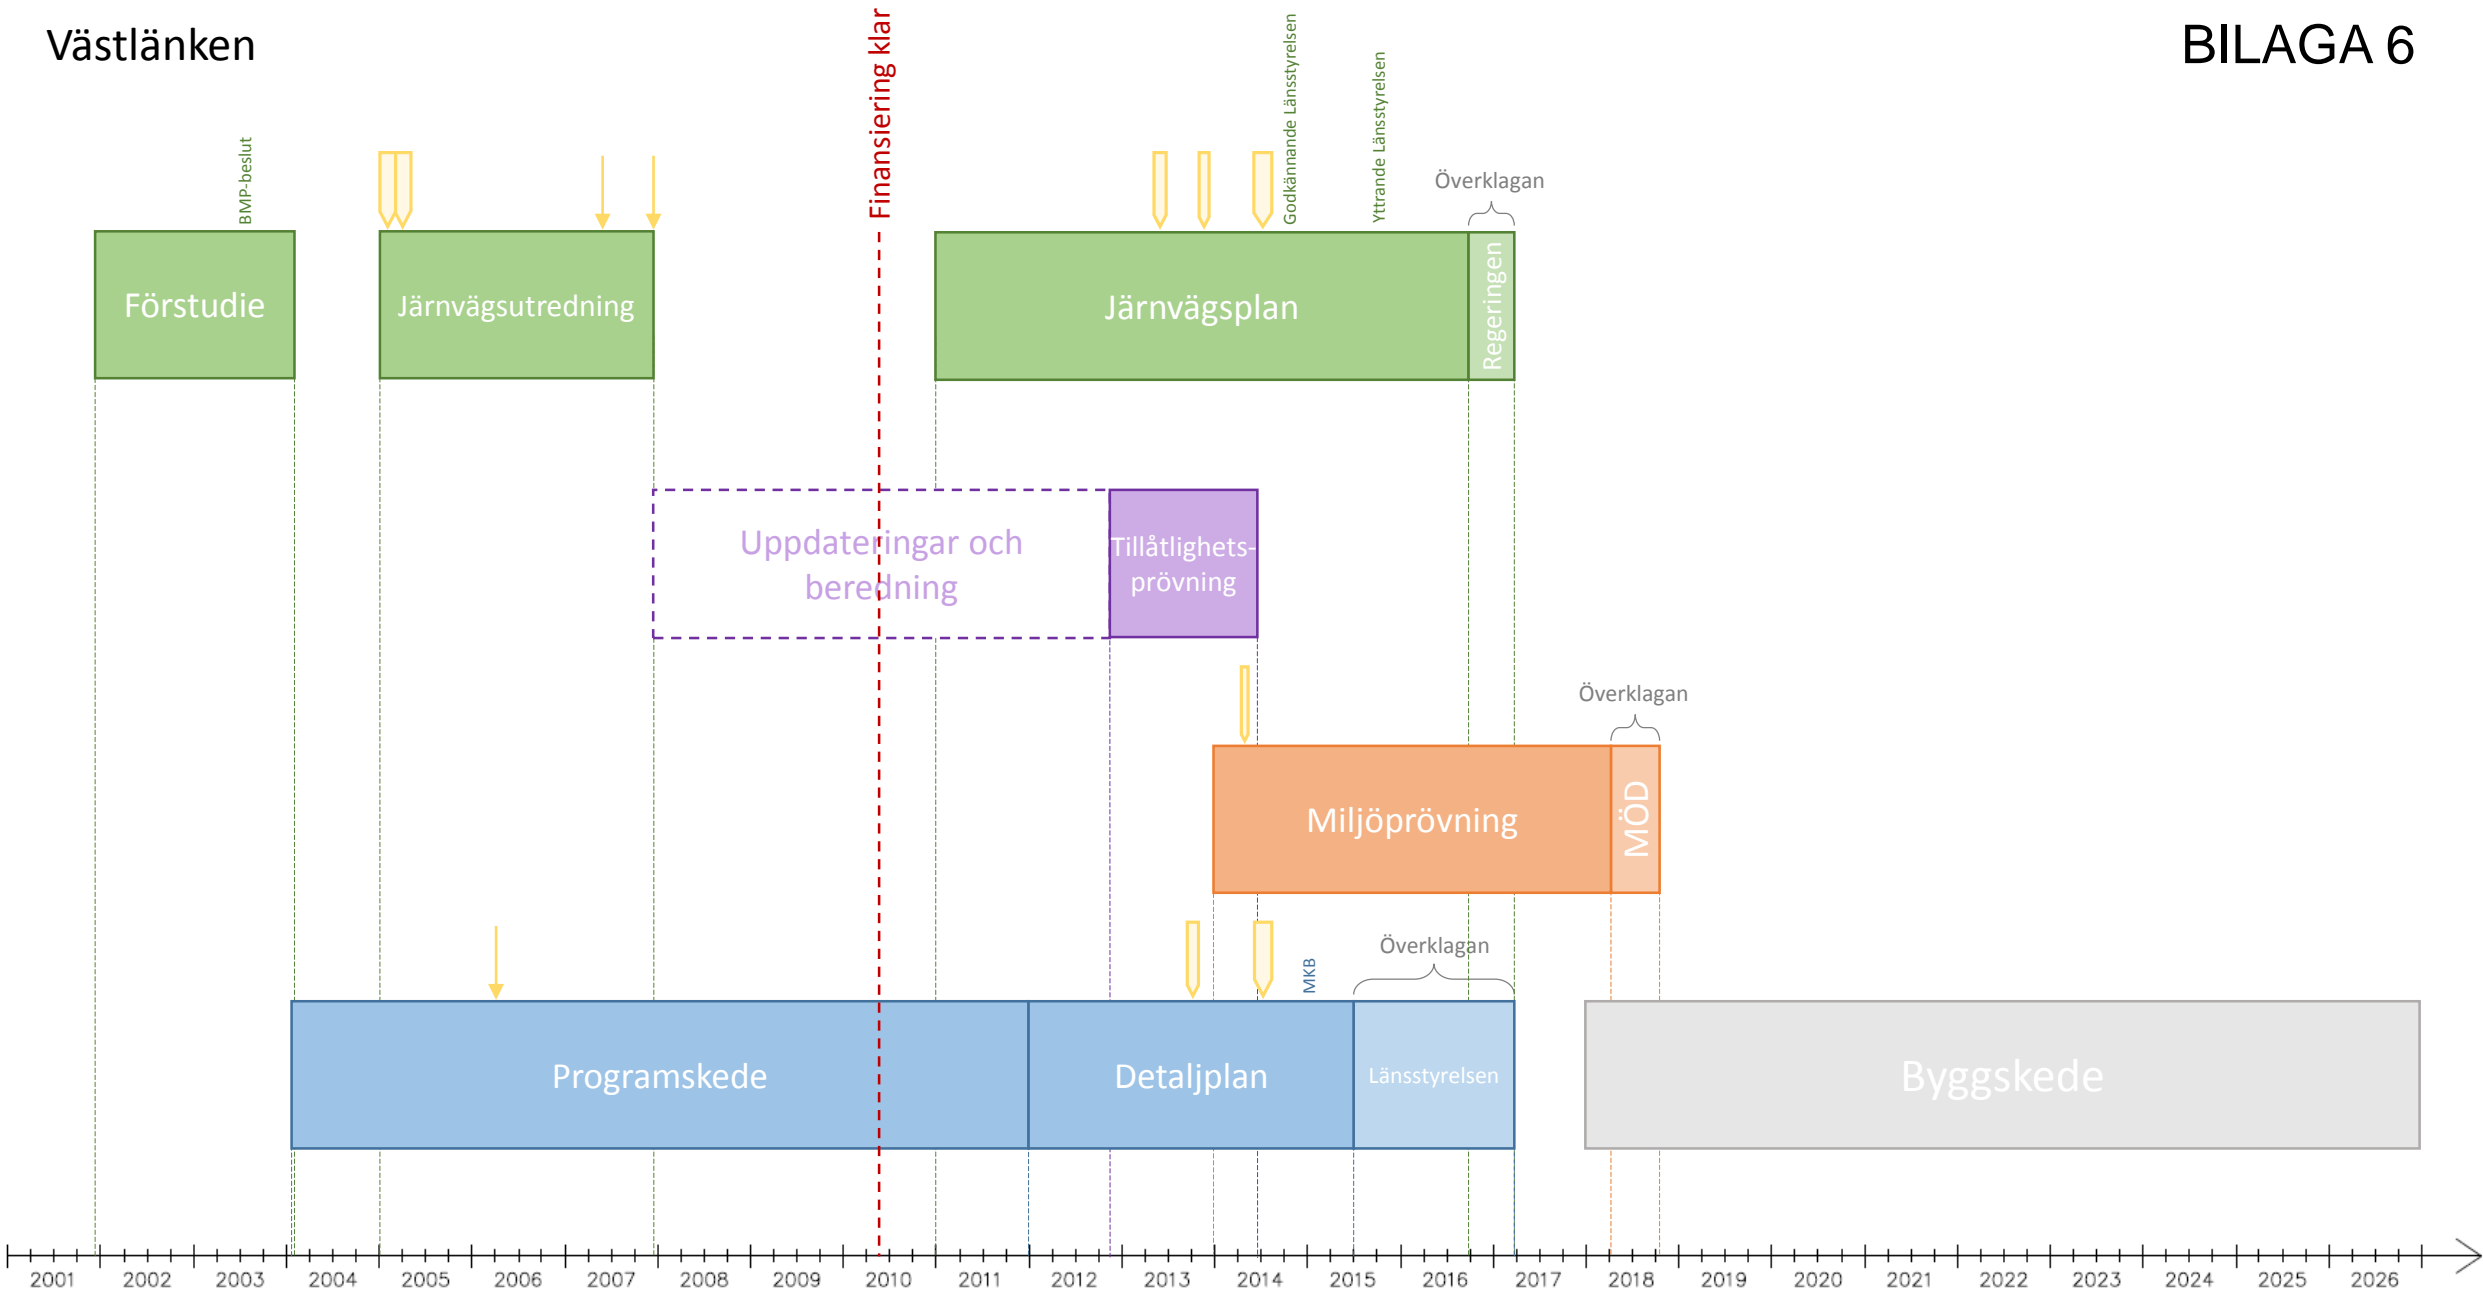 Västlänken
BILAGA 6
Finansiering klar
BMP-beslut
Godkännande Länsstyrelsen
Yttrande Länsstyrelsen
Överklagan
Förstudie
Järnvägsutredning
Järnvägsplan
Regeringen
Uppdateringar och
beredning
Tillåtlighets-
prövning
Överklagan
Miljöprövning
MÖD
MKB
Överklagan
Programskede
Detaljplan
Länsstyrelsen
Byggskede
2001 2002 2003 2004 2005 2006 2007 2008 2009 2010 2011 2012 2013 2014 2015 2016 2017 2018 2019 2020 2021 2022 2023 2024 2025 2026